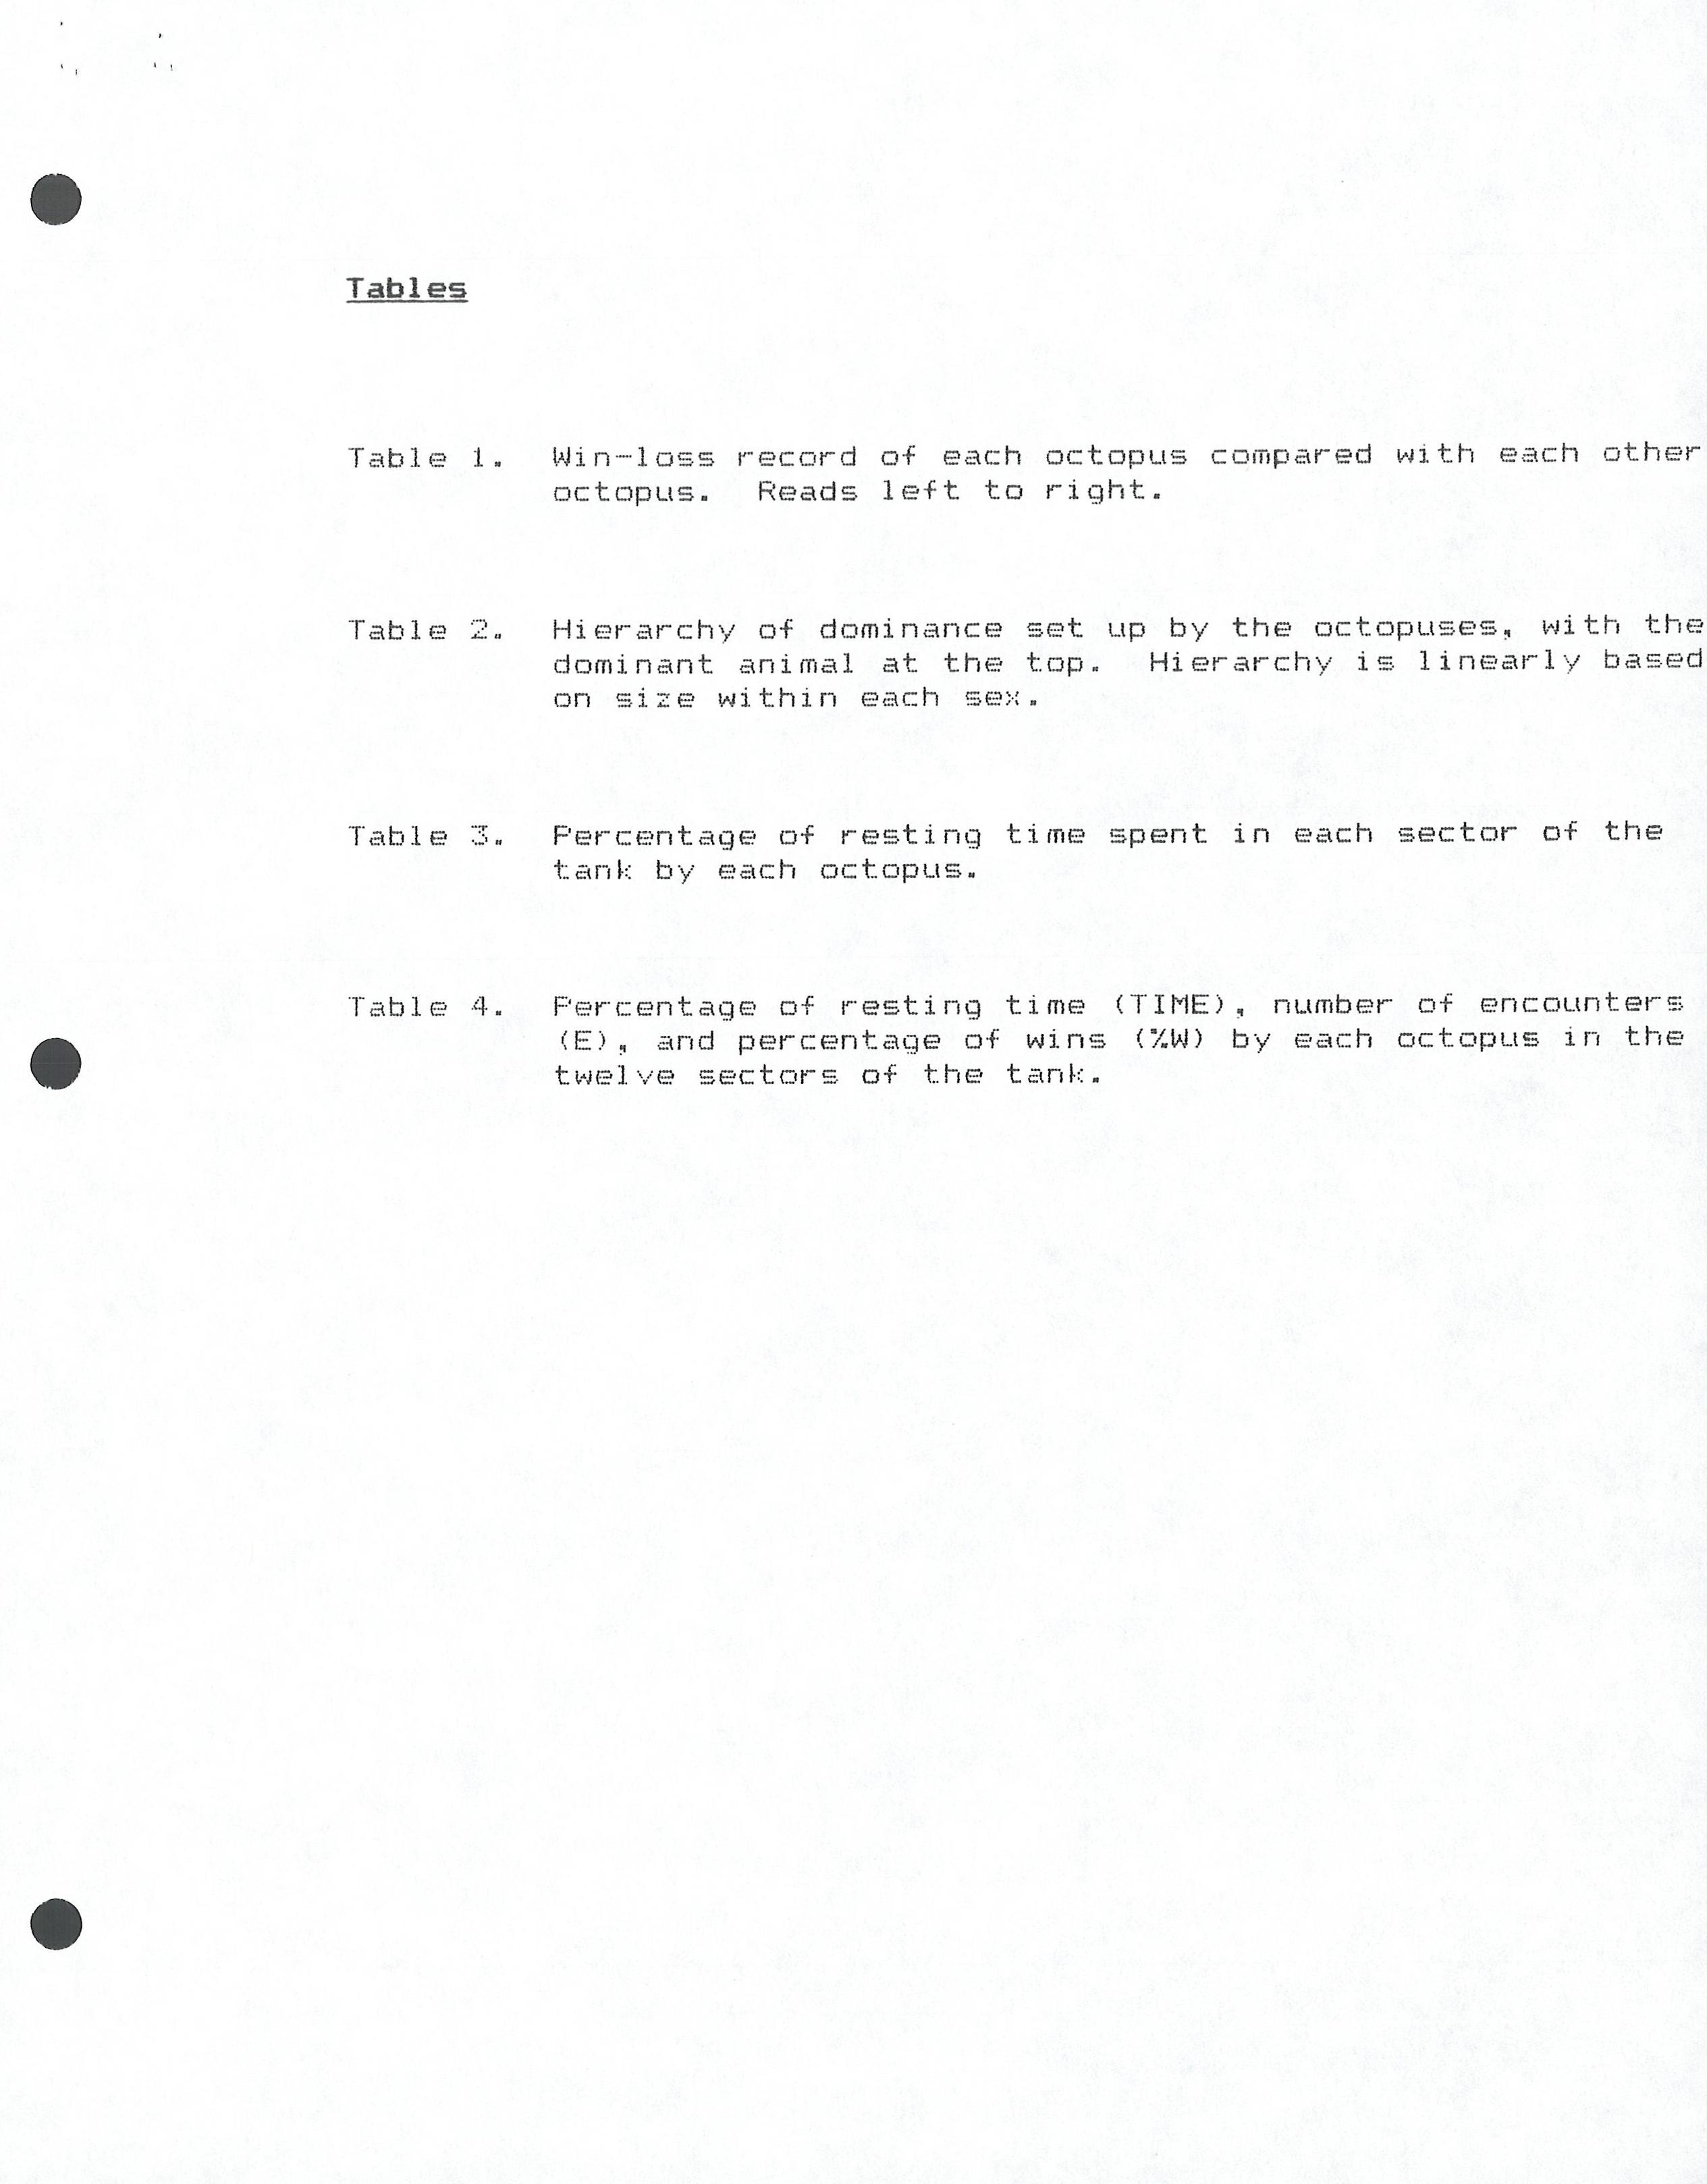 Tables
Table 1. Win-loss record of each octopus compared with each other
octopus. Reads left to right.
Table 2. Hierarchy of dominance set up by the octopuses, with the
dominant animal at the top. Hierarchy is linearly based
on size within each sex.
Table 3. Percentage of resting time spent in each sector of the
tank by each octopus.
Table 4. Percentage of resting time (TIME), number of encounters
(E), and percentage of wins (%W) by each octopus in the
twelve sectors of the tank.